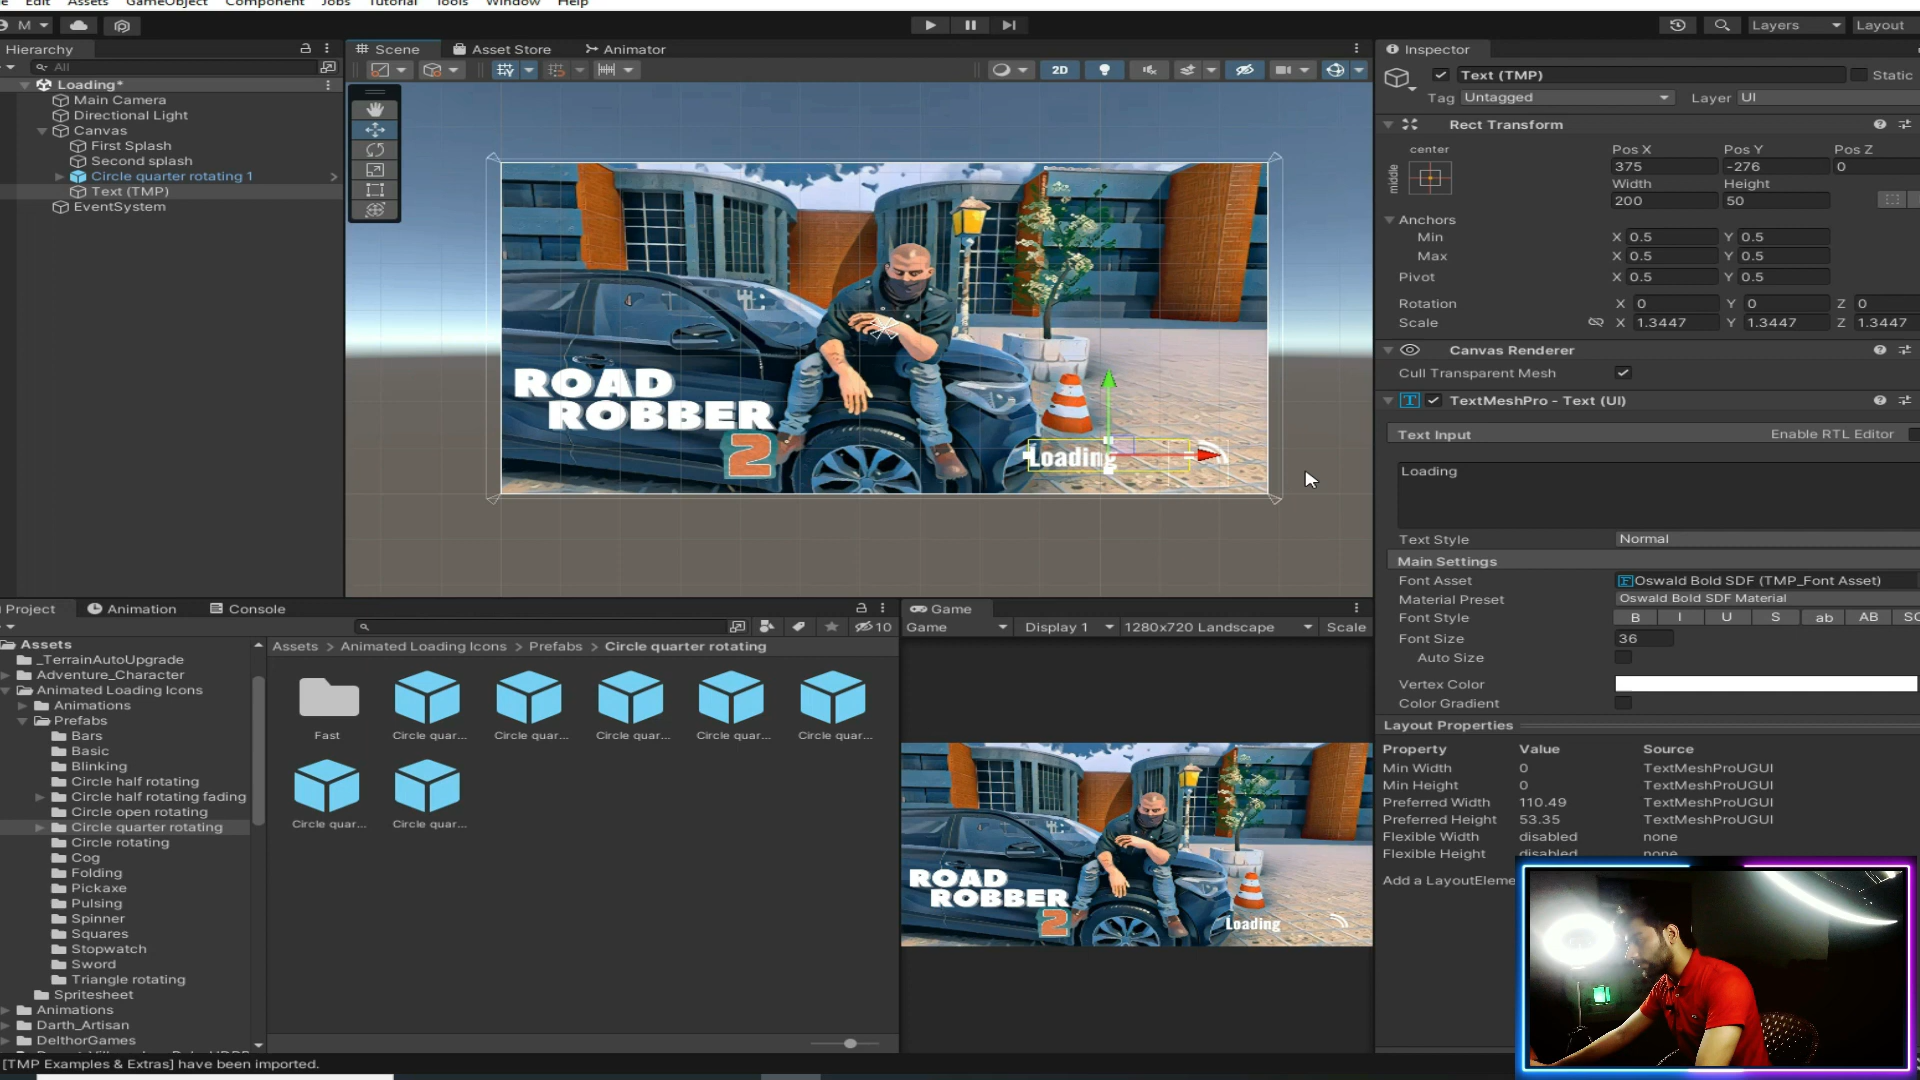 Edit Assets GameObject Component Jobs Tutorial Tools Window Help
M
Layers
Layout
Hierarchy
All
Loading*
Main Camera
Directional Light
Canvas
First Splash
Second splash
Circle quarter rotating 1
Text (TMP)
EventSystem
Scene
Asset Store
Animator
2D
ROAD
ROBBER
2
Loading
Inspector
Text (TMP)
Static
Tag Untagged
Layer UI
Rect Transform
center
middle
Pos X Pos Y Pos Z
375 -276 0
Width Height
200 50
Anchors
Min X 0.5 Y 0.5
Max X 0.5 Y 0.5
Pivot X 0.5 Y 0.5
Rotation X 0 Y 0 Z 0
Scale X 1.3447 Y 1.3447 Z 1.3447
Canvas Renderer
Cull Transparent Mesh
TextMeshPro - Text (UI)
Text Input Enable RTL Editor
Loading
Text Style Normal
Main Settings
Font Asset Oswald Bold SDF (TMP_Font Asset)
Material Preset Oswald Bold SDF Material
Font Style B I U S ab AB SC
Font Size 36
Auto Size
Vertex Color
Color Gradient
Layout Properties
Property Value Source
Min Width 0 TextMeshProUGUI
Min Height 0 TextMeshProUGUI
Preferred Width 110.49 TextMeshProUGUI
Preferred Height 53.35 TextMeshProUGUI
Flexible Width disabled none
Flexible Height disabled none
Add a LayoutEleme
Project
Animation
Console
10
Assets
_TerrainAutoUpgrade
Adventure_Character
Animated Loading Icons
Animations
Prefabs
Bars
Basic
Blinking
Circle half rotating
Circle half rotating fading
Circle open rotating
Circle quarter rotating
Circle rotating
Cog
Folding
Pickaxe
Pulsing
Spinner
Squares
Stopwatch
Sword
Triangle rotating
Spritesheet
Animations
Darth_Artisan
DelthorGames
Assets > Animated Loading Icons > Prefabs > Circle quarter rotating
Fast
Circle quar...
Circle quar...
Circle quar...
Circle quar...
Circle quar...
Circle quar...
Circle quar...
Game
Game
Display 1
1280x720 Landscape
Scale
ROAD
ROBBER
2
Loading
[TMP Examples & Extras] have been imported.